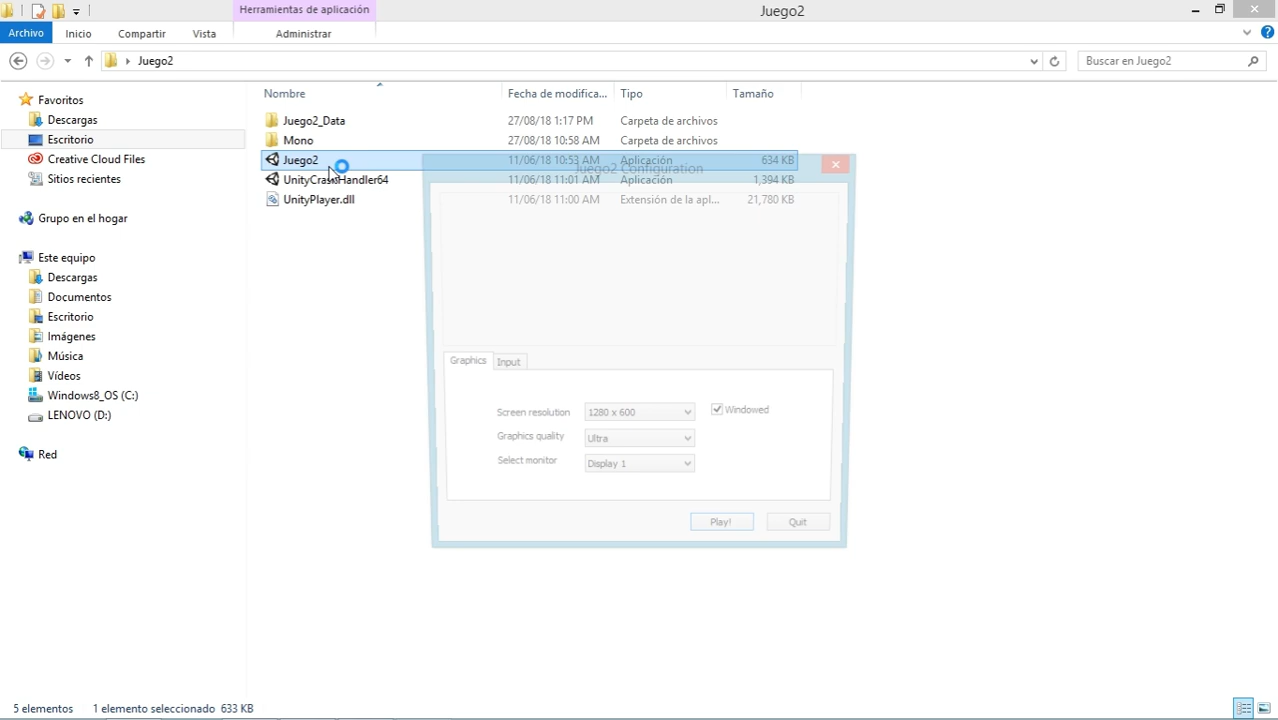 Herramientas de aplicación
Juego2
Archivo Inicio Compartir Vista Administrar
Juego2
Buscar en Juego2
Nombre Fecha de modifica... Tipo Tamaño
Favoritos
Descargas
Escritorio
Creative Cloud Files
Sitios recientes
Grupo en el hogar
Este equipo
Descargas
Documentos
Escritorio
Imágenes
Música
Vídeos
Windows8_OS (C:)
LENOVO (D:)
Red
Juego2_Data 27/08/18 1:17 PM Carpeta de archivos
Mono 27/08/18 10:58 AM Carpeta de archivos
Juego2 11/06/18 10:53 AM Aplicación 634 KB
UnityCrashHandler64 11/06/18 11:01 AM Aplicación 1,394 KB
UnityPlayer.dll 11/06/18 11:00 AM Extensión de la apl... 21,780 KB
Juego2 Configuration
Graphics Input
Screen resolution 1280 x 600 Windowed
Graphics quality Ultra
Select monitor Display 1
Play! Quit
5 elementos 1 elemento seleccionado 633 KB